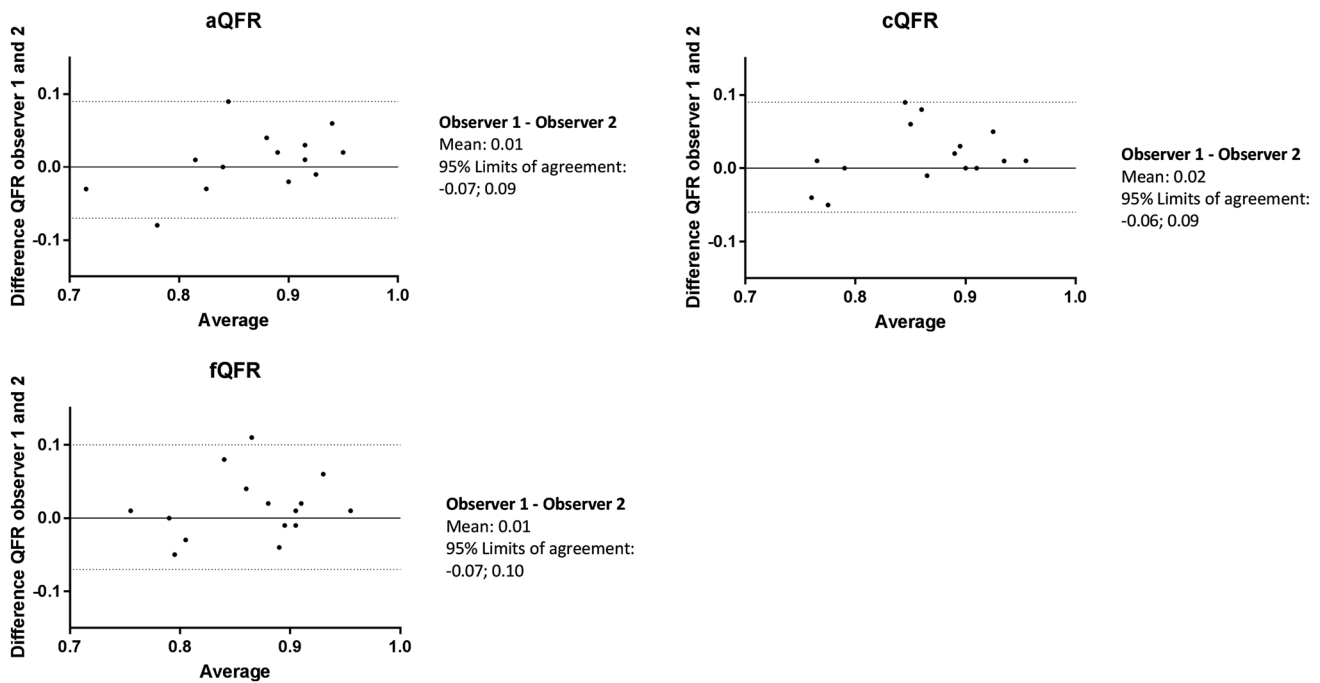 aQFR
Difference QFR observer 1 and 2
0.1
0.0
-0.1
0.7 0.8 0.9 1.0
Average
Observer 1 - Observer 2
Mean: 0.01
95% Limits of agreement:
-0.07; 0.09
cQFR
Difference QFR observer 1 and 2
0.1
0.0
-0.1
0.7 0.8 0.9 1.0
Average
Observer 1 - Observer 2
Mean: 0.02
95% Limits of agreement:
-0.06; 0.09
fQFR
Difference QFR observer 1 and 2
0.1
0.0
-0.1
0.7 0.8 0.9 1.0
Average
Observer 1 - Observer 2
Mean: 0.01
95% Limits of agreement:
-0.07; 0.10